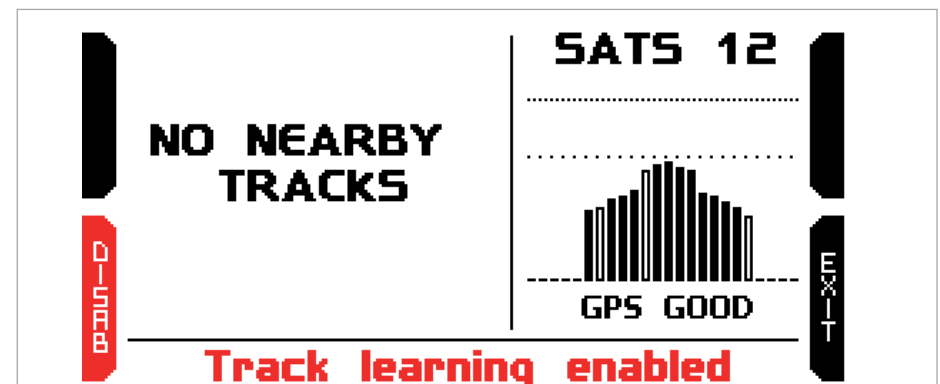 SATS 12
NO NEARBY
TRACKS
GPS GOOD
DISAB
EXIT
Track learning enabled